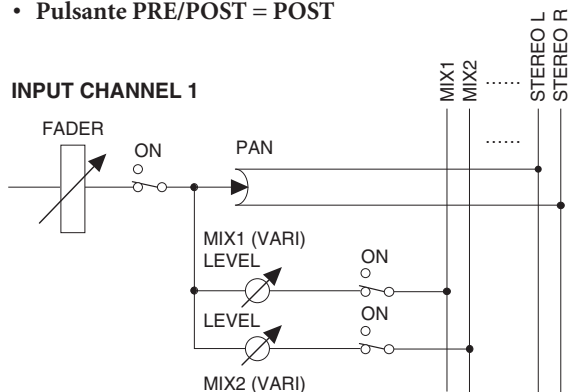 • Pulsante PRE/POST = POST
INPUT CHANNEL 1
MIX1
MIX2
......
STEREO L
STEREO R
......
FADER
ON
PAN
MIX1 (VARI)
LEVEL
ON
LEVEL
ON
MIX2 (VARI)